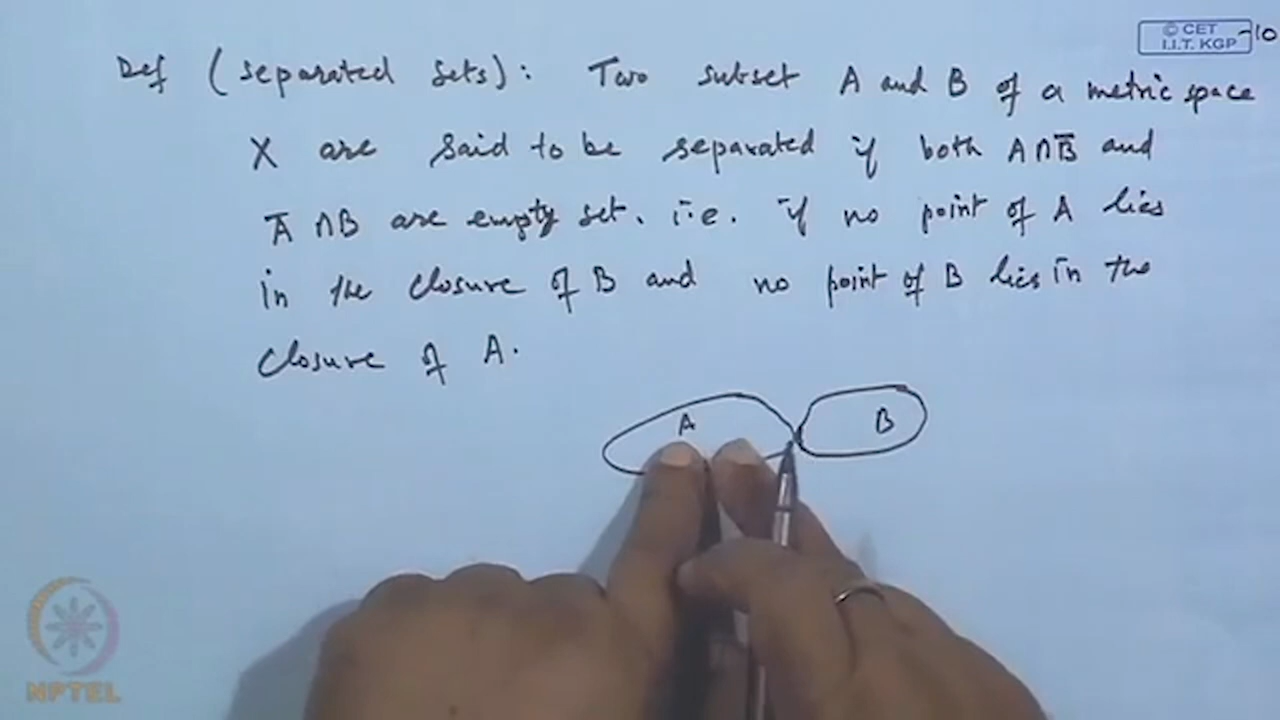 © CET
I.I.T. KGP
-10
Def (separated sets): Two subset A and B of a metric space
X are said to be separated if both A∩B̅ and
A̅ ∩B are empty set. i.e. if no point of A lies
in the closure of B and no point of B lies in the
closure of A.
A
B
NPTEL